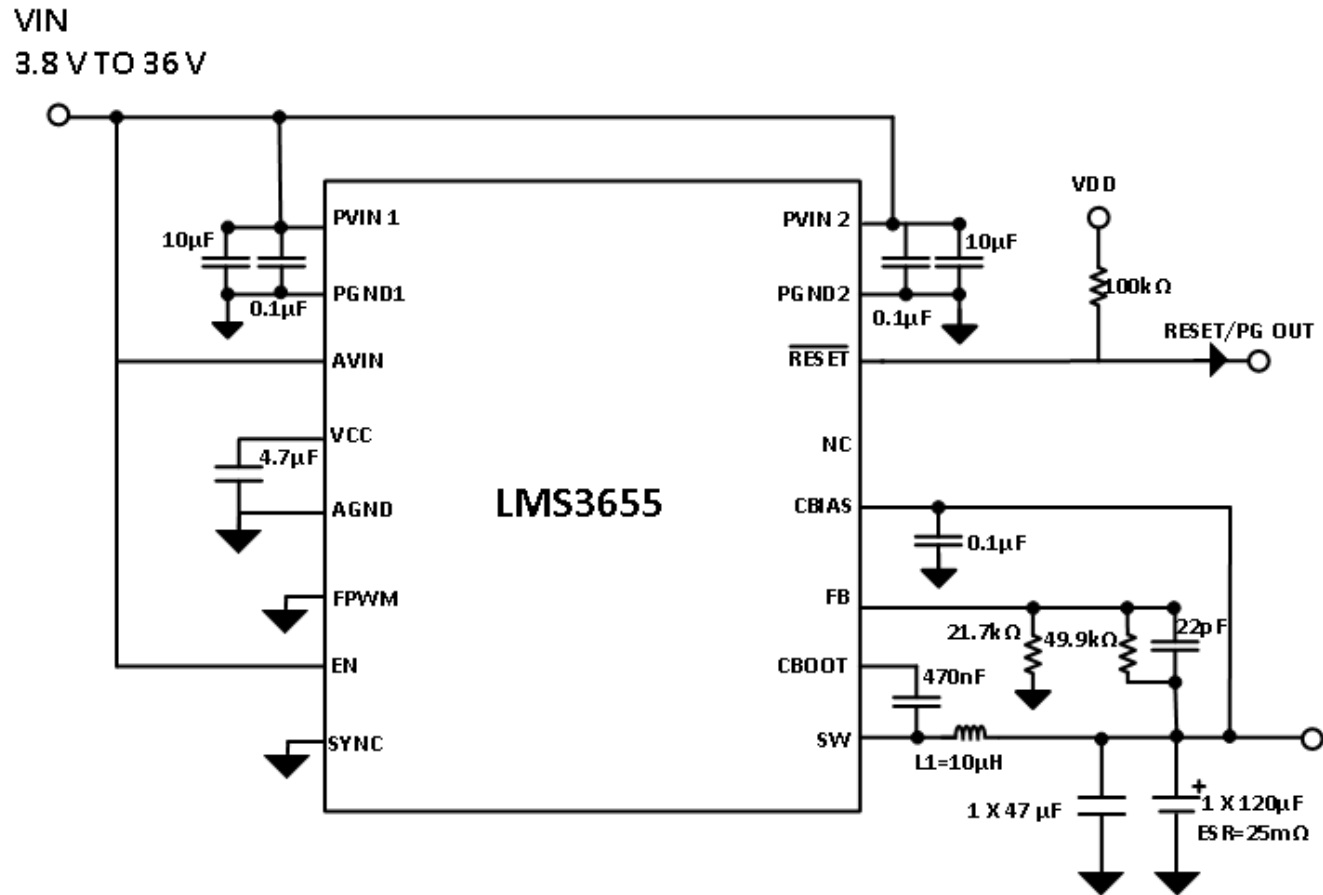 VIN
3.8 V TO 36 V
VDD
PVIN 1
PVIN 2
10µF
10µF
PGND1
PGND2
0.1µF
0.1µF
100kΩ
RESET/PG OUT
AVIN
RESET
VCC
NC
4.7µF
LMS3655
AGND
CBIAS
0.1µF
FPWM
FB
21.7kΩ
49.9kΩ
22pF
EN
CBOOT
470nF
SYNC
SW
L1=10µH
1 X 47 µF
+
1 X 120µF
ESR=25mΩ